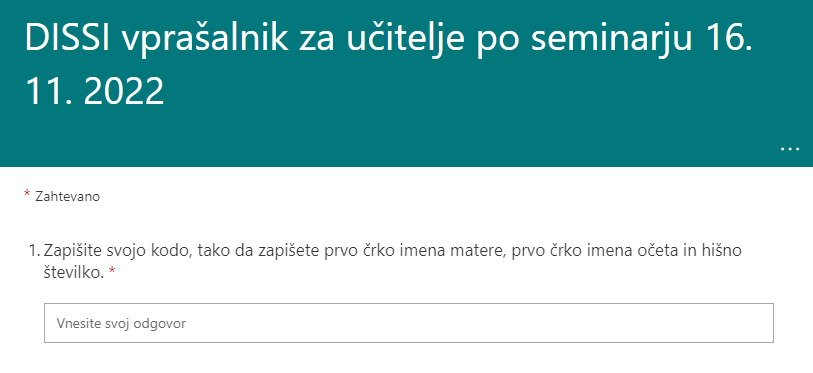 DISSI vprašalnik za učitelje po seminarju 16.
11. 2022
...
* Zahtevano
1. Zapišite svojo kodo, tako da zapišete prvo črko imena matere, prvo črko imena očeta in hišno
številko. *
Vnesite svoj odgovor